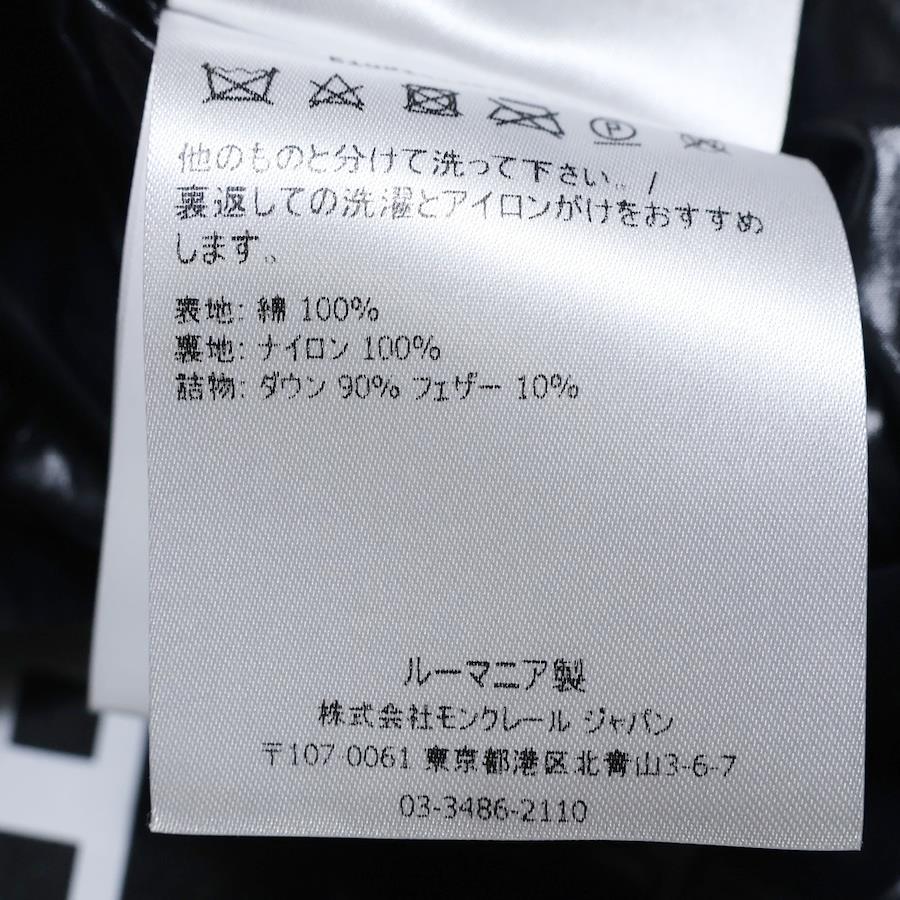 他のものと分けて洗って下さい。/
裏返しての洗濯とアイロンがけをおすすめ
します。
表地: 綿 100%
裏地: ナイロン 100%
詰物: ダウン 90% フェザー 10%
ルーマニア製
株式会社モンクレール ジャパン
〒107 0061 東京都港区北青山3-6-7
03-3486-2110